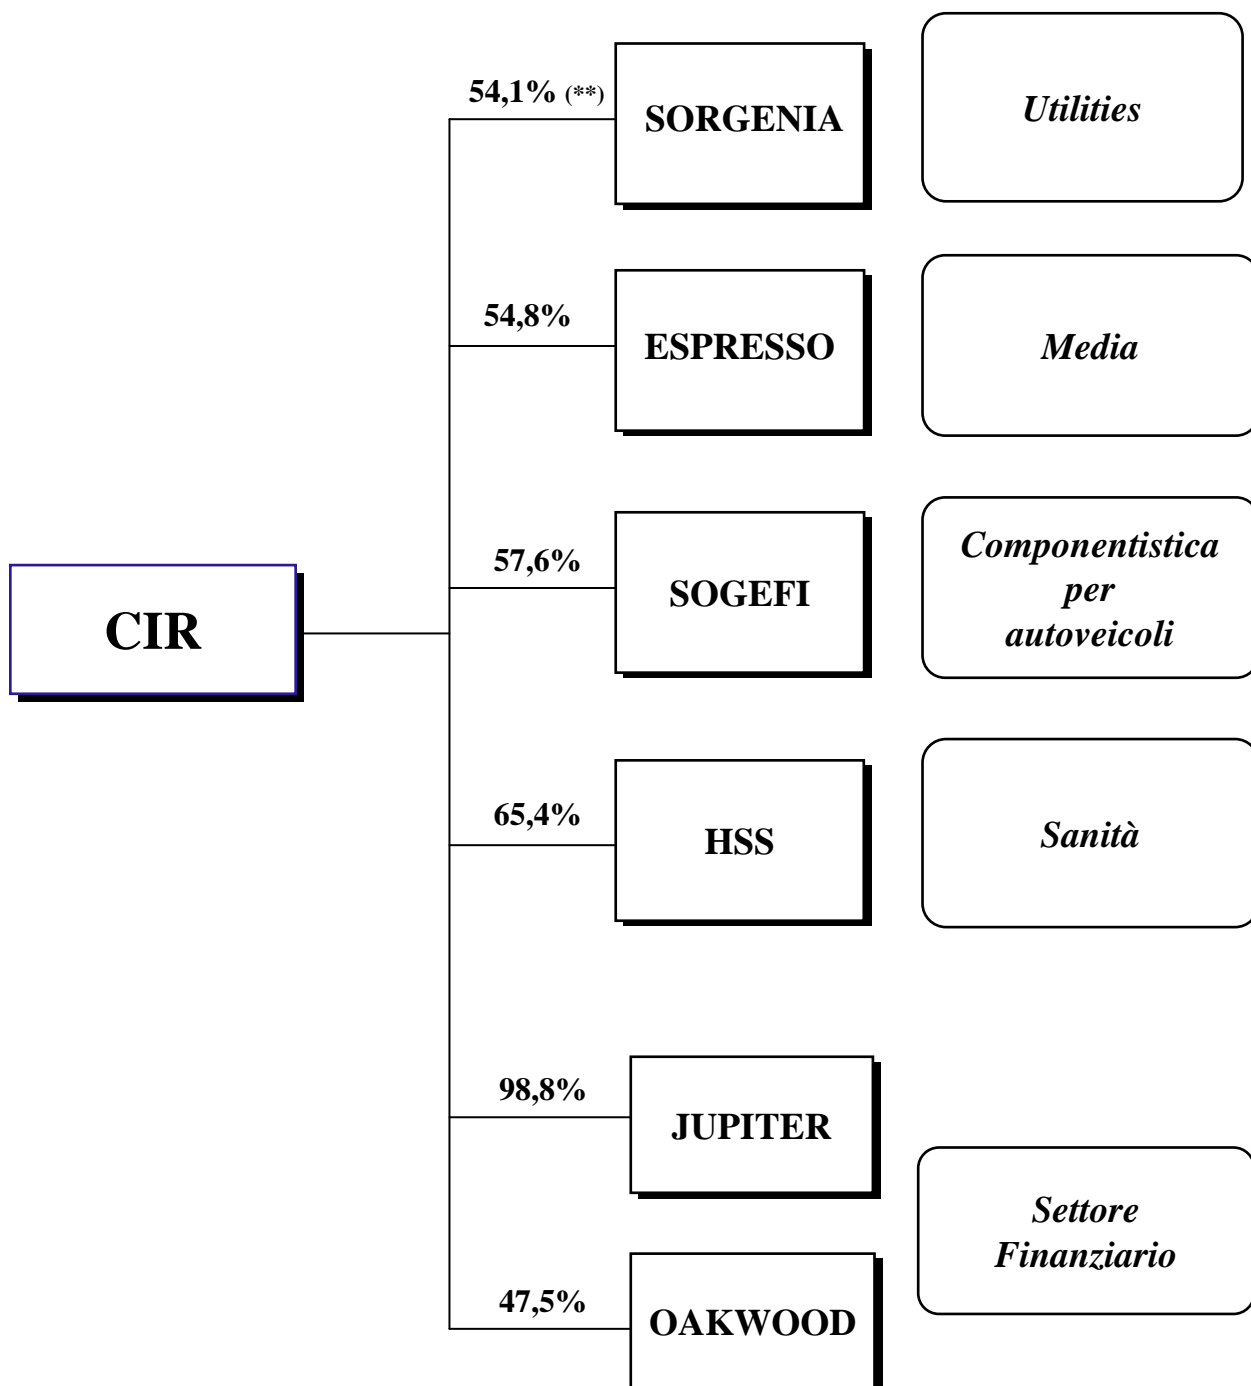 54,1% (**)
SORGENIA
Utilities
54,8%
ESPRESSO
Media
57,6%
SOGEFI
Componentistica
per
autoveicoli
CIR
65,4%
HSS
Sanità
98,8%
JUPITER
Settore
Finanziario
47,5%
OAKWOOD